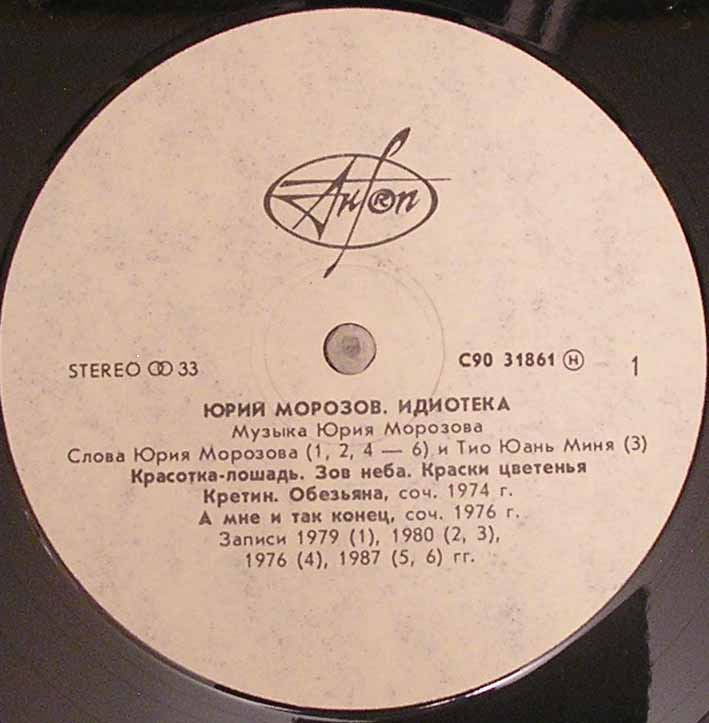 АнТроп
STEREO 33
С90 31861 Н
1
ЮРИЙ МОРОЗОВ. ИДИОТЕКА
Музыка Юрия Морозова
Слова Юрия Морозова (1, 2, 4 — 6) и Тио Юань Миня (3)
Красотка-лошадь. Зов неба. Краски цветенья
Кретин. Обезьяна, соч. 1974 г.
А мне и так конец, соч. 1976 г.
Записи 1979 (1), 1980 (2, 3),
1976 (4), 1987 (5, 6) гг.